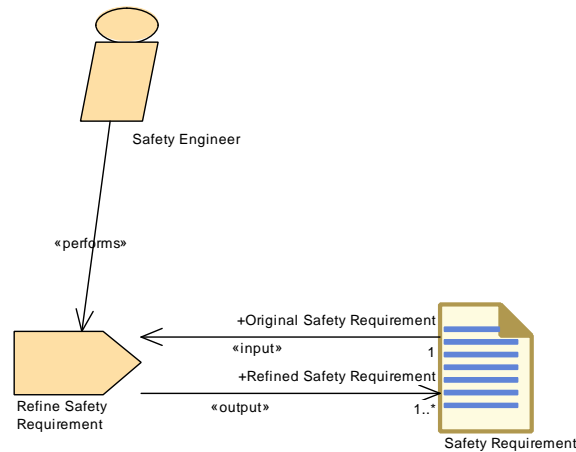 Safety Engineer
«performs»
+Original Safety Requirement
«input»
1
+Refined Safety Requirement
«output»
1..*
Refine Safety
Requirement
Safety Requirement